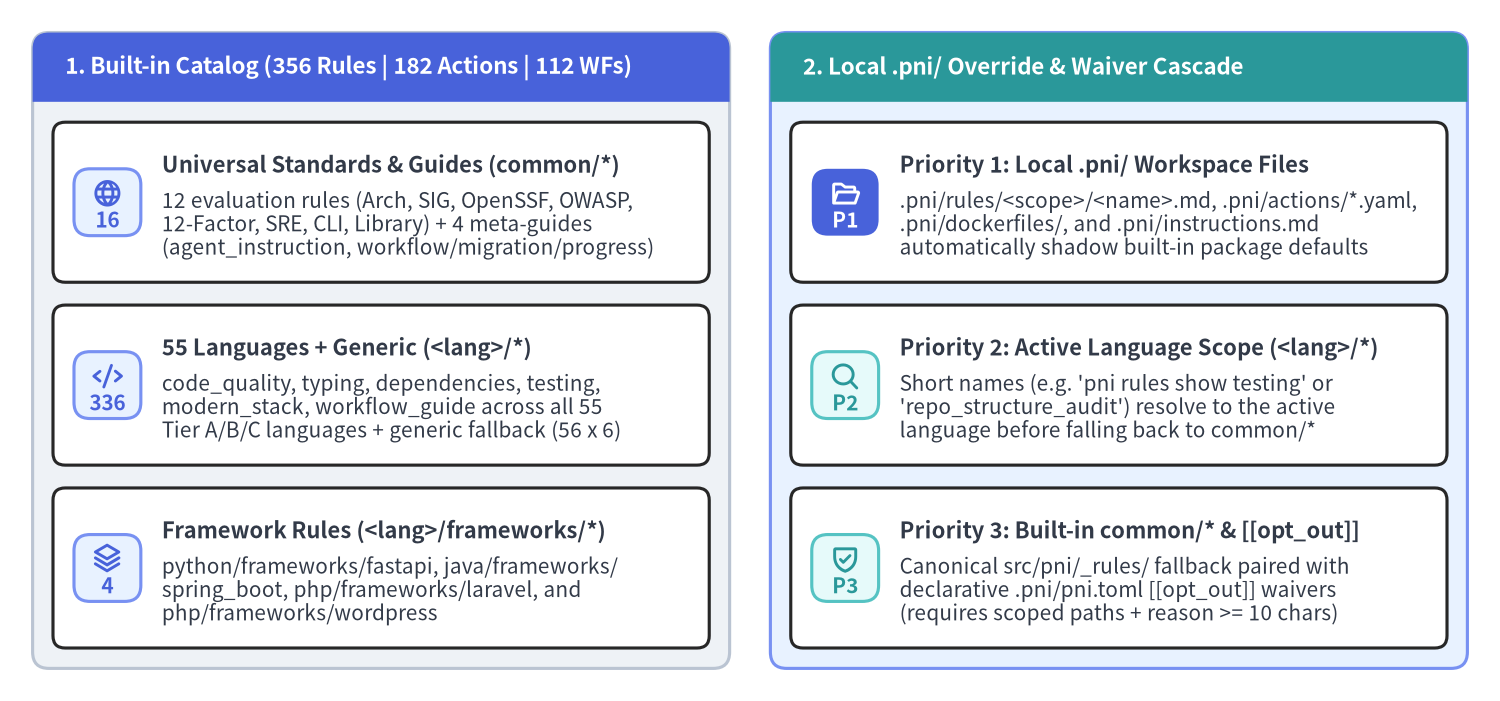 1. Built-in Catalog (356 Rules | 182 Actions | 112 WFs)
Universal Standards & Guides (common/*)
16
12 evaluation rules (Arch, SIG, OpenSSF, OWASP,
12-Factor, SRE, CLI, Library) + 4 meta-guides
(agent_instruction, workflow/migration/progress)
55 Languages + Generic (<lang>/*)
336
code_quality, typing, dependencies, testing,
modern_stack, workflow_guide across all 55
Tier A/B/C languages + generic fallback (56 x 6)
Framework Rules (<lang>/frameworks/*)
4
python/frameworks/fastapi, java/frameworks/
spring_boot, php/frameworks/laravel, and
php/frameworks/wordpress
2. Local .pni/ Override & Waiver Cascade
Priority 1: Local .pni/ Workspace Files
P1
.pni/rules/<scope>/<name>.md, .pni/actions/*.yaml,
.pni/dockerfiles/, and .pni/instructions.md
automatically shadow built-in package defaults
Priority 2: Active Language Scope (<lang>/*)
P2
Short names (e.g. 'pni rules show testing' or
'repo_structure_audit') resolve to the active
language before falling back to common/*
Priority 3: Built-in common/* & [[opt_out]]
P3
Canonical src/pni/_rules/ fallback paired with
declarative .pni/pni.toml [[opt_out]] waivers
(requires scoped paths + reason >= 10 chars)